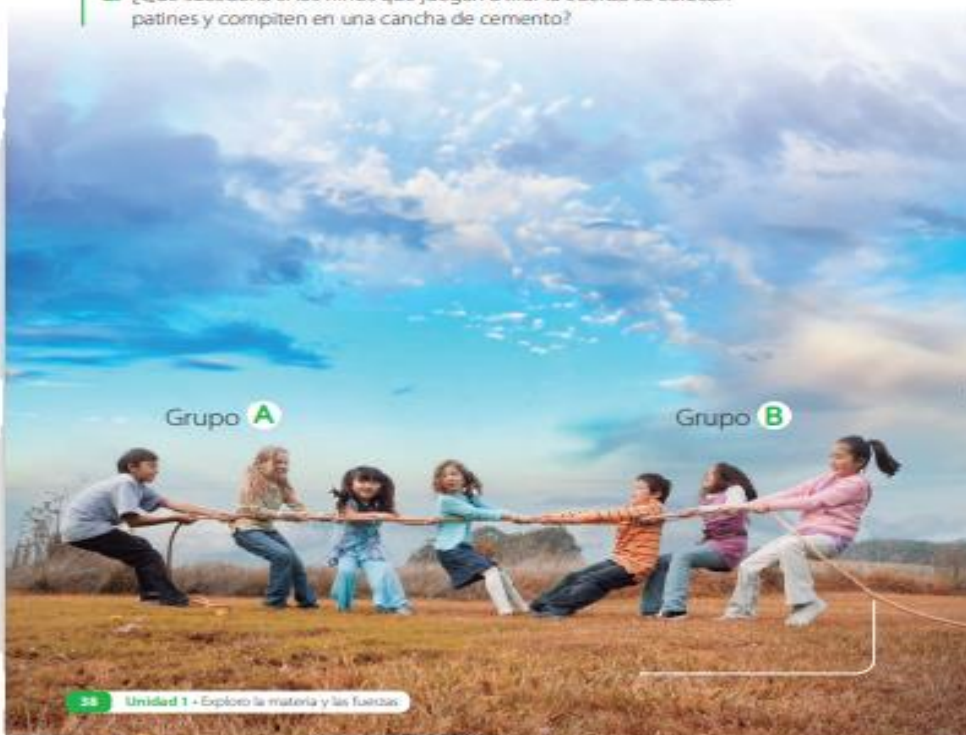 patines y compiten en una cancha de cemento?
Grupo A
Grupo B
38 Unidad 1 • Exploro la materia y las fuerzas